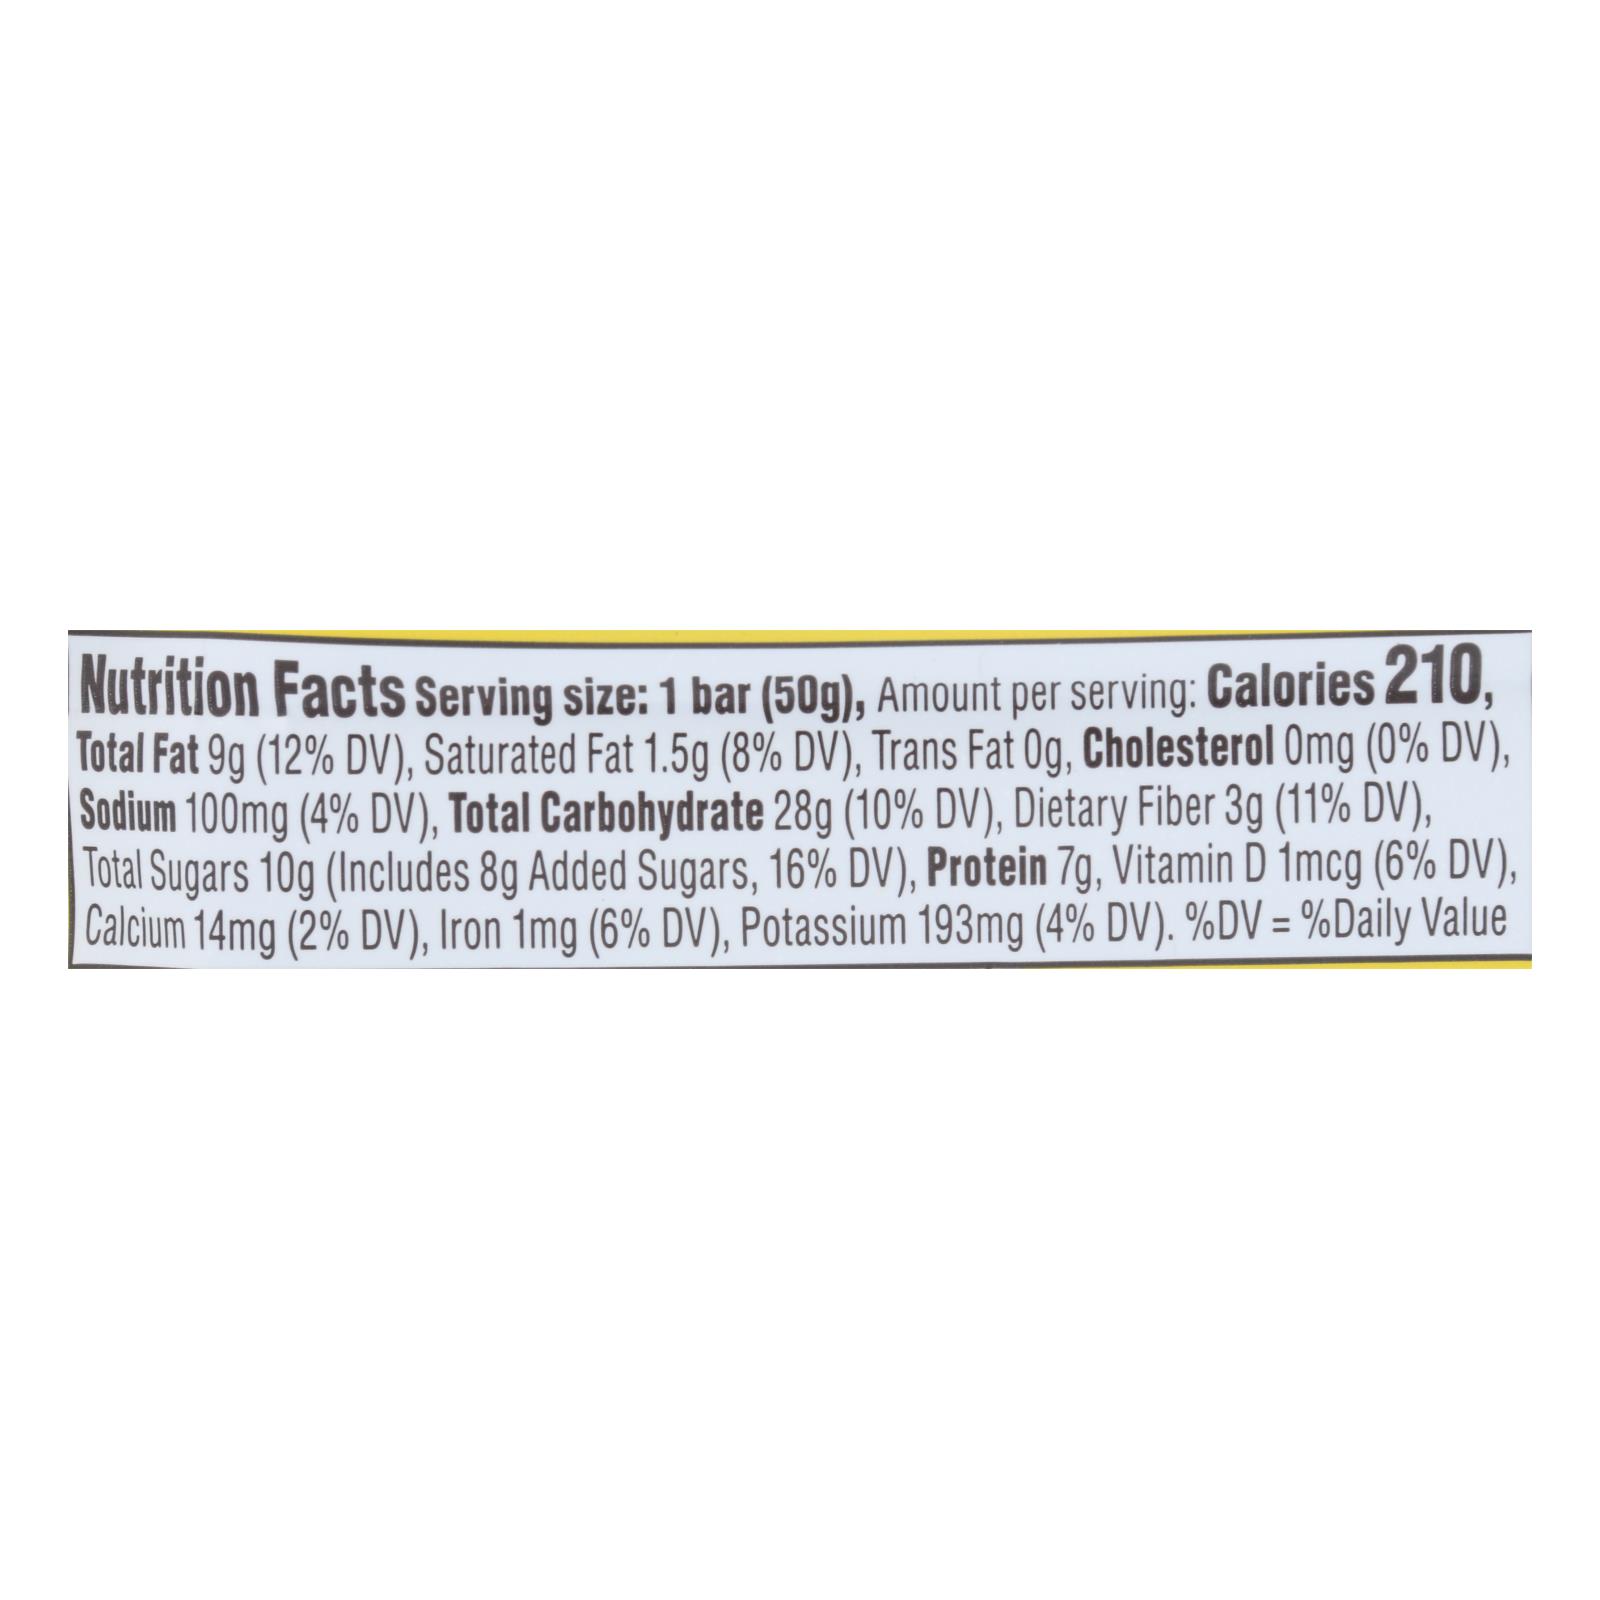 Nutrition Facts Serving size: 1 bar (50g), Amount per serving: Calories 210,
Total Fat 9g (12% DV), Saturated Fat 1.5g (8% DV), Trans Fat 0g, Cholesterol 0mg (0% DV),
Sodium 100mg (4% DV), Total Carbohydrate 28g (10% DV), Dietary Fiber 3g (11% DV),
Total Sugars 10g (Includes 8g Added Sugars, 16% DV), Protein 7g, Vitamin D 1mcg (6% DV),
Calcium 14mg (2% DV), Iron 1mg (6% DV), Potassium 193mg (4% DV). %DV = %Daily Value